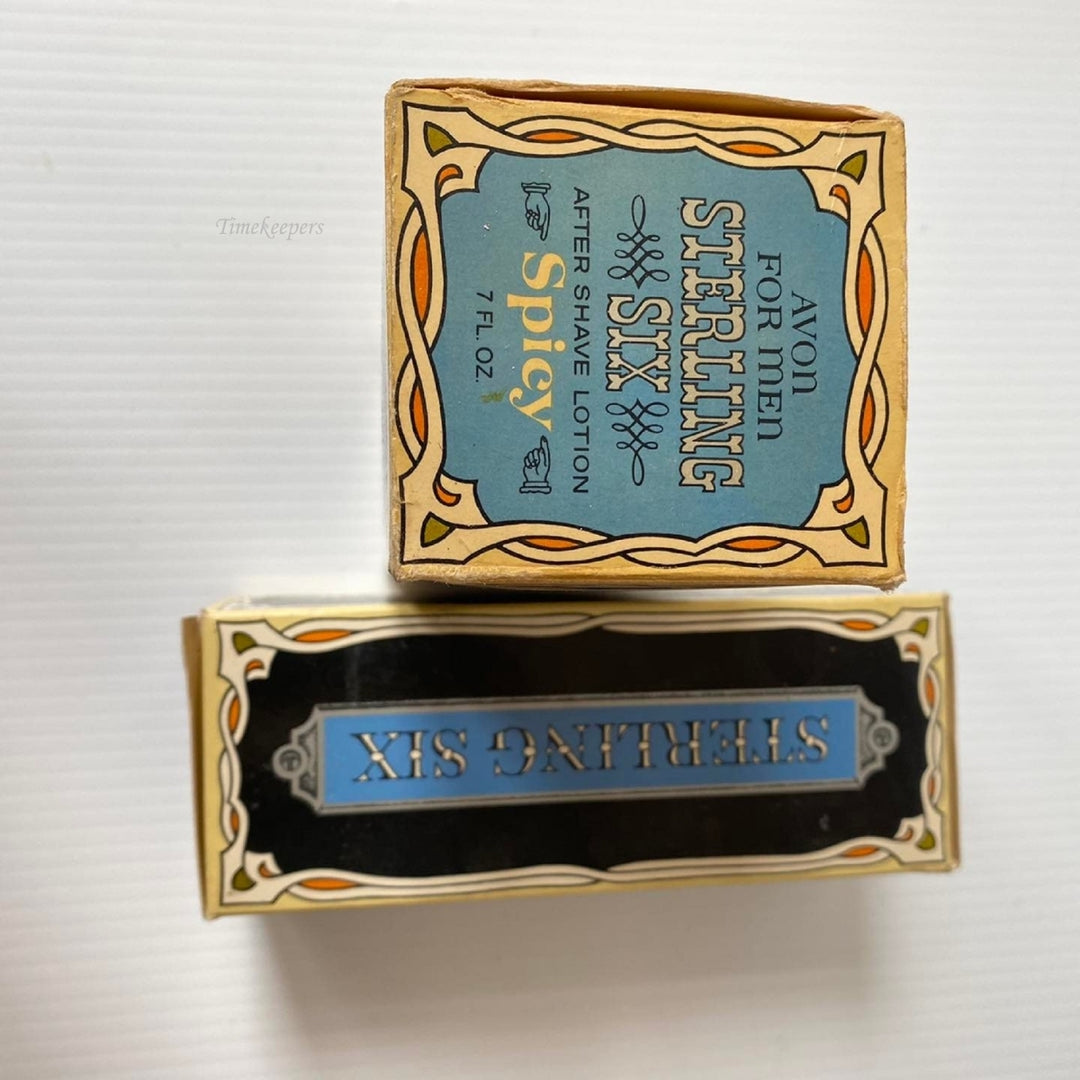 Timekeepers
AVON
FOR MEN
STERLING
SIX
AFTER SHAVE LOTION
Spicy
7 FL. OZ.
STERLING SIX